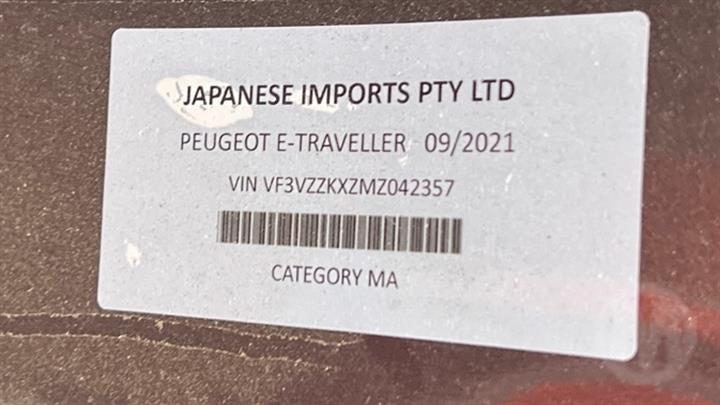 JAPANESE IMPORTS PTY LTD
PEUGEOT E-TRAVELLER 09/2021
VIN VF3VZZKXZMZ042357
CATEGORY MA